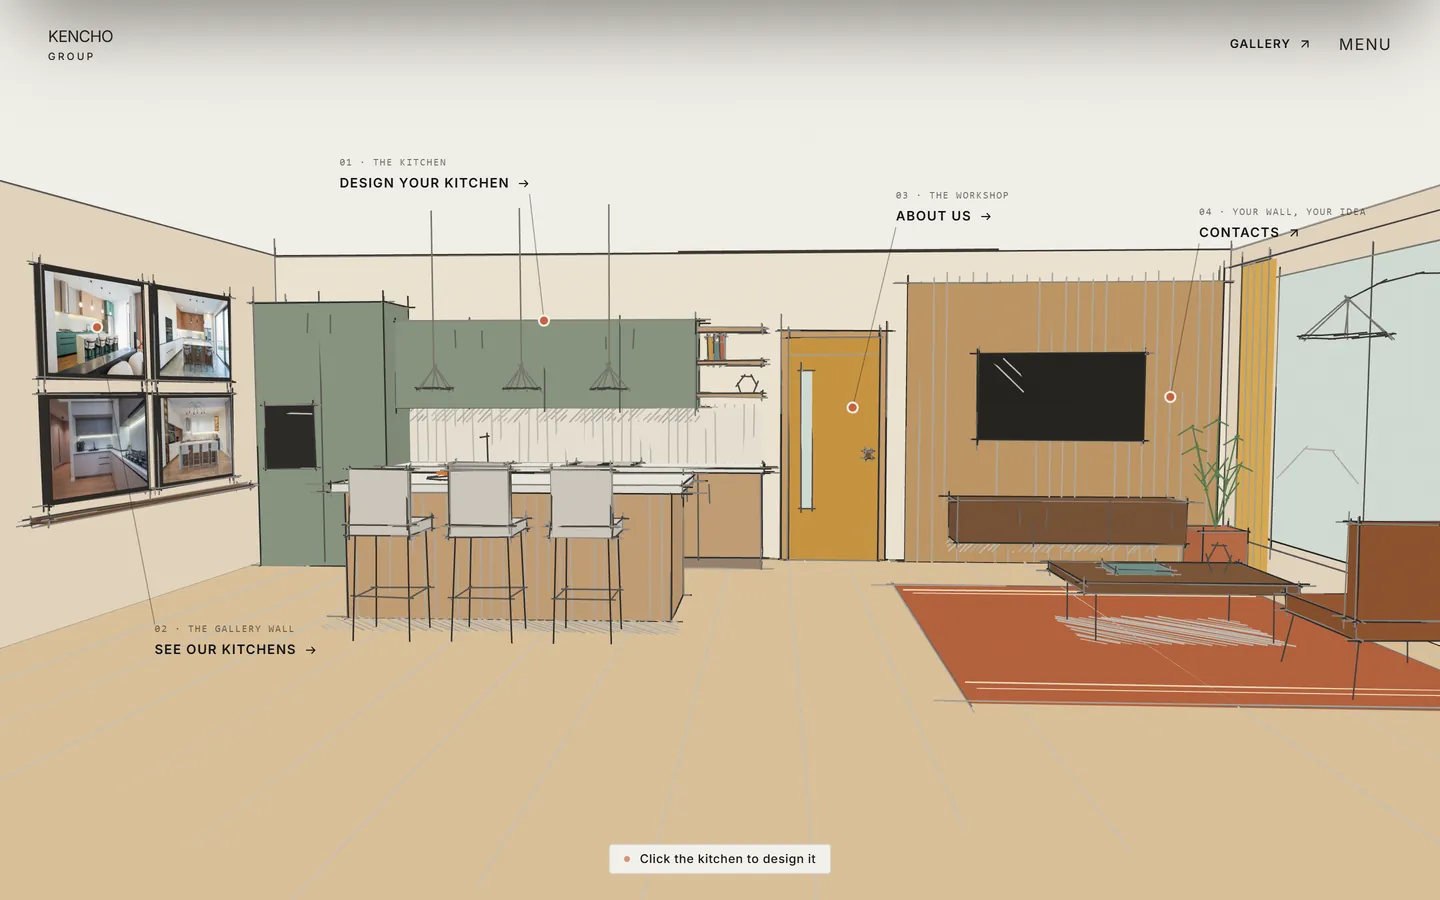 KENCHO
GROUP
GALLERY ↗
MENU
01 · THE KITCHEN
DESIGN YOUR KITCHEN →
03 · THE WORKSHOP
ABOUT US →
04 · YOUR WALL, YOUR IDEA
CONTACTS ↗
02 · THE GALLERY WALL
SEE OUR KITCHENS →
Click the kitchen to design it